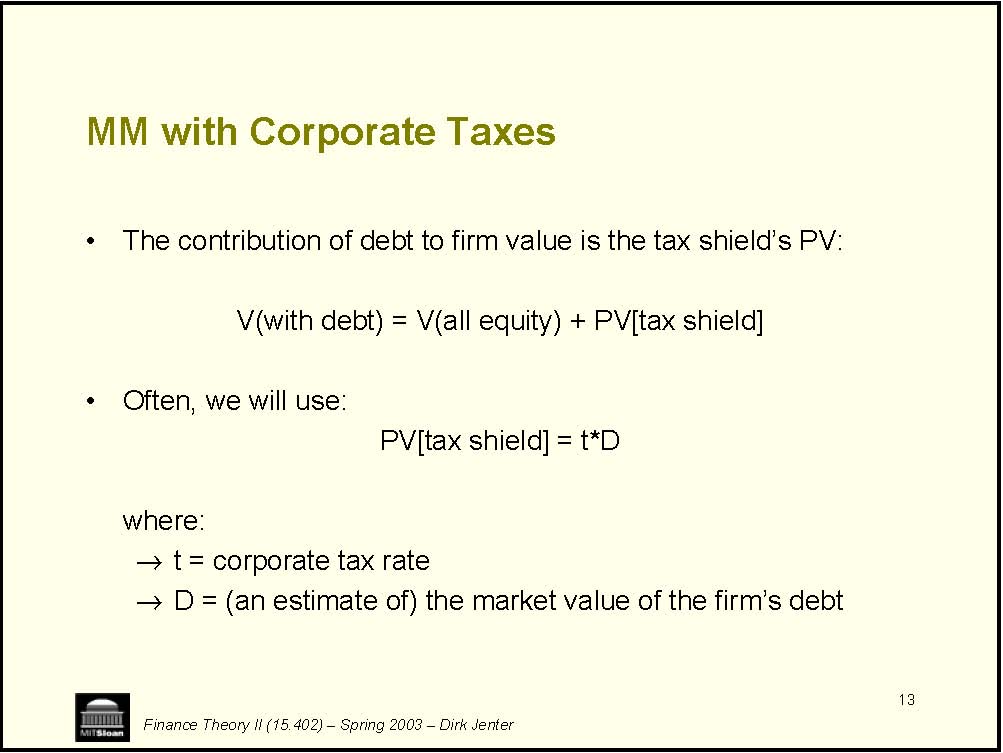 MM with Corporate Taxes
• The contribution of debt to firm value is the tax shield’s PV:
V(with debt) = V(all equity) + PV[tax shield]
• Often, we will use:
PV[tax shield] = t*D
where:
→ t = corporate tax rate
→ D = (an estimate of) the market value of the firm’s debt
13
MITSloan
Finance Theory II (15.402) – Spring 2003 – Dirk Jenter